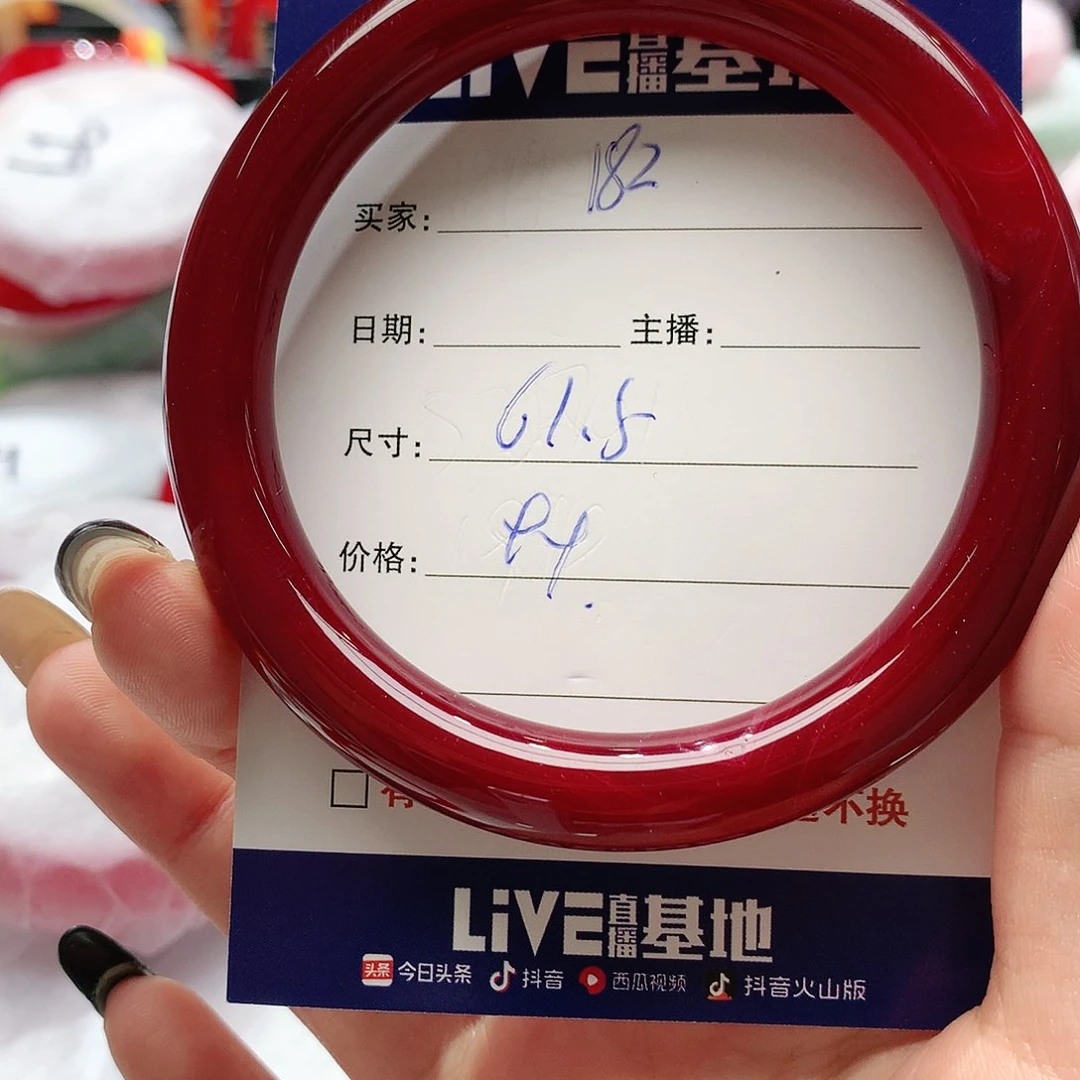 LiVE直播基地
182
买家:
日期: 主播:
尺寸: 61.5
价格:
不换
LiVE直播基地
头条 今日头条 抖音 西瓜视频 抖音火山版